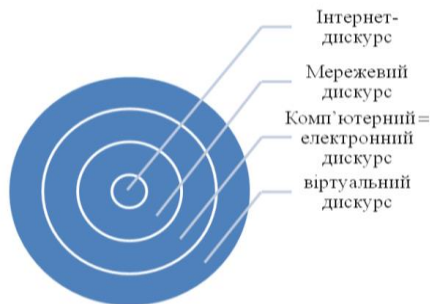 Інтернет-
дискурс
Мережевий
дискурс
Комп’ютерний=
електронний
дискурс
віртуальний
дискурс